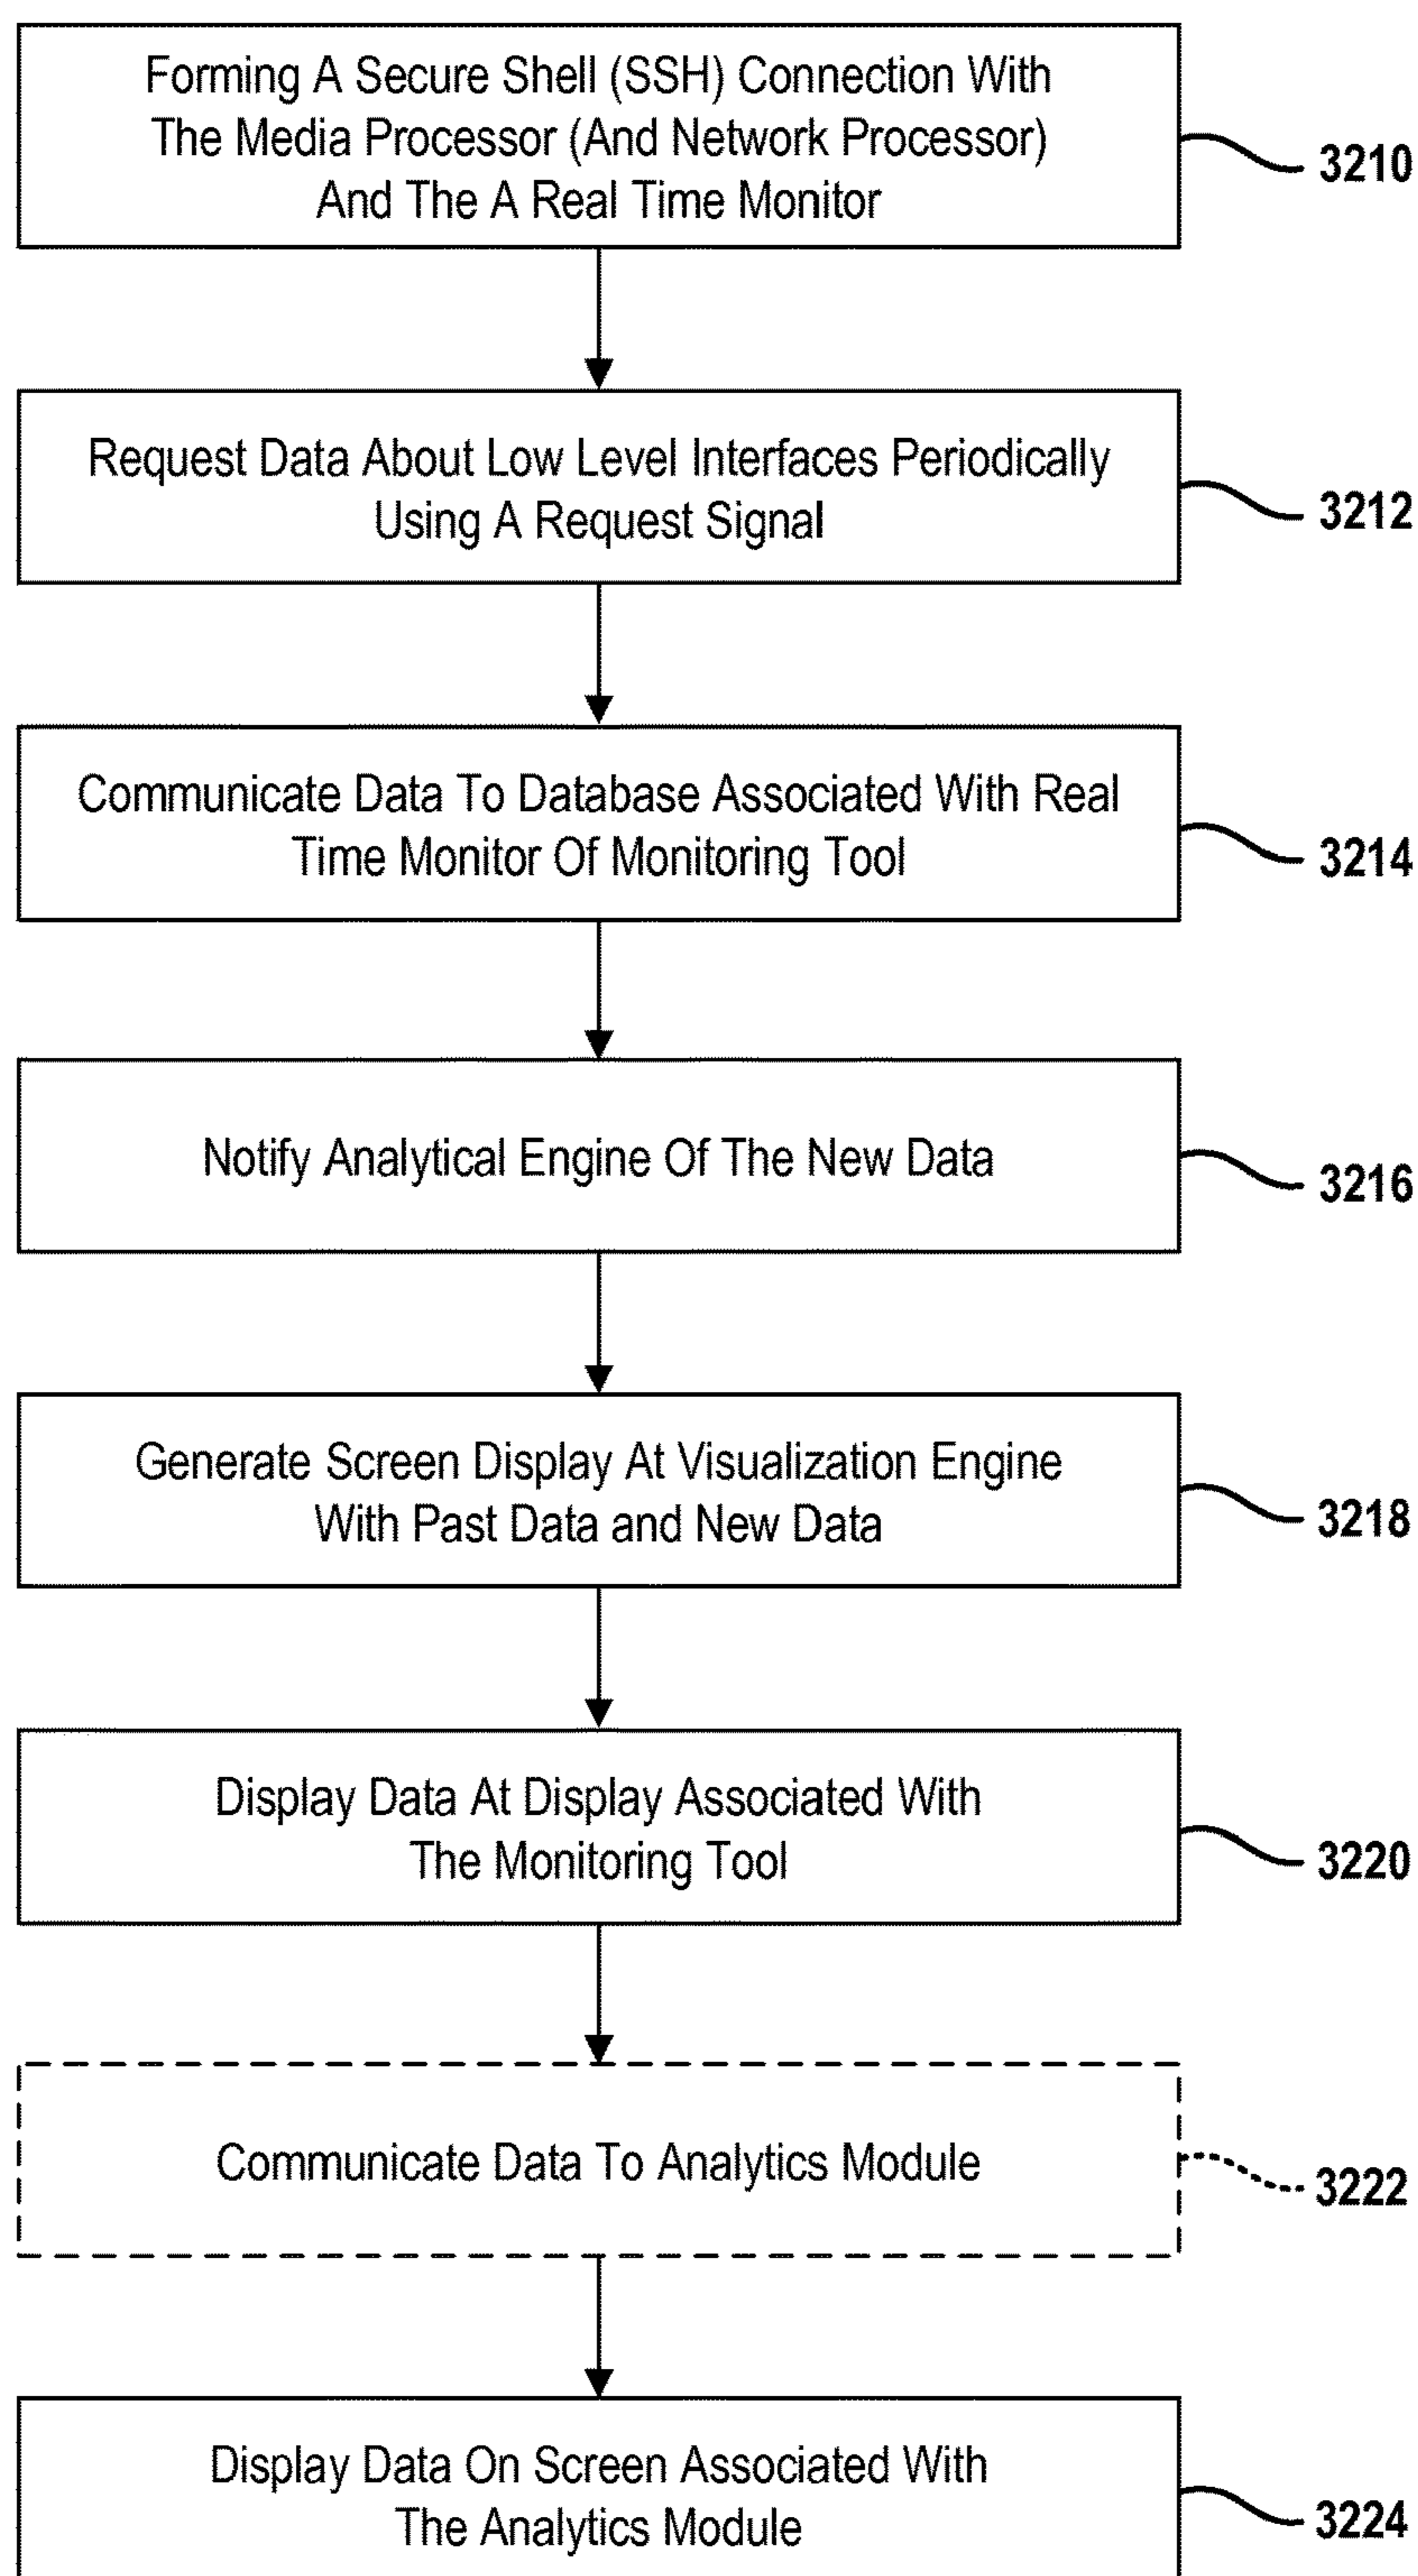 Forming A Secure Shell (SSH) Connection With
The Media Processor (And Network Processor)
And The A Real Time Monitor
3210
Request Data About Low Level Interfaces Periodically
Using A Request Signal
3212
Communicate Data To Database Associated With Real
Time Monitor Of Monitoring Tool
3214
Notify Analytical Engine Of The New Data
3216
Generate Screen Display At Visualization Engine
With Past Data and New Data
3218
Display Data At Display Associated With
The Monitoring Tool
3220
Communicate Data To Analytics Module
3222
Display Data On Screen Associated With
The Analytics Module
3224